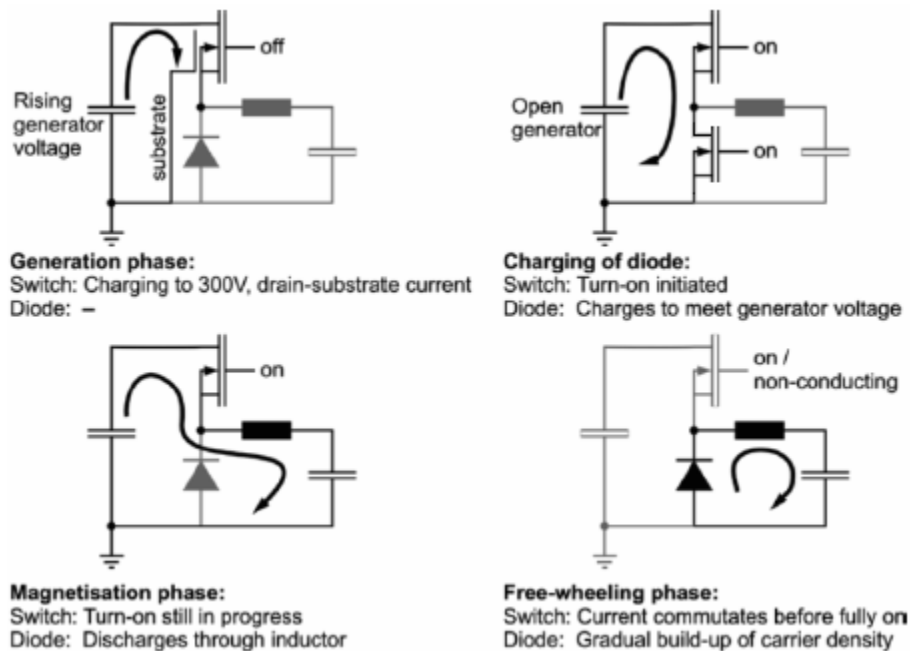 off
Rising
generator
voltage
substrate
Generation phase:
Switch: Charging to 300V, drain-substrate current
Diode: –
on
Open
generator
on
Charging of diode:
Switch: Turn-on initiated
Diode: Charges to meet generator voltage
on
Magnetisation phase:
Switch: Turn-on still in progress
Diode: Discharges through inductor
on /
non-conducting
Free-wheeling phase:
Switch: Current commutates before fully on
Diode: Gradual build-up of carrier density